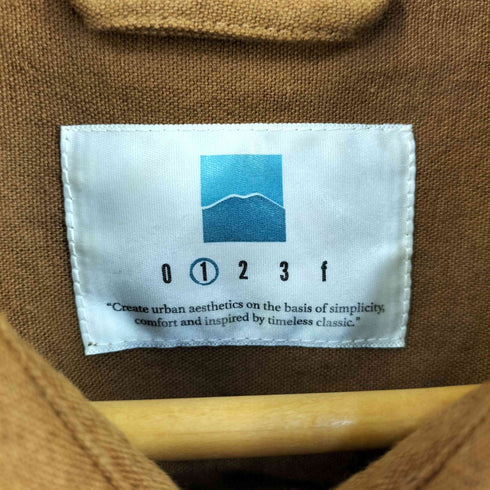 0 1 2 3 f
"Create urban aesthetics on the basis of simplicity,
comfort and inspired by timeless classic."